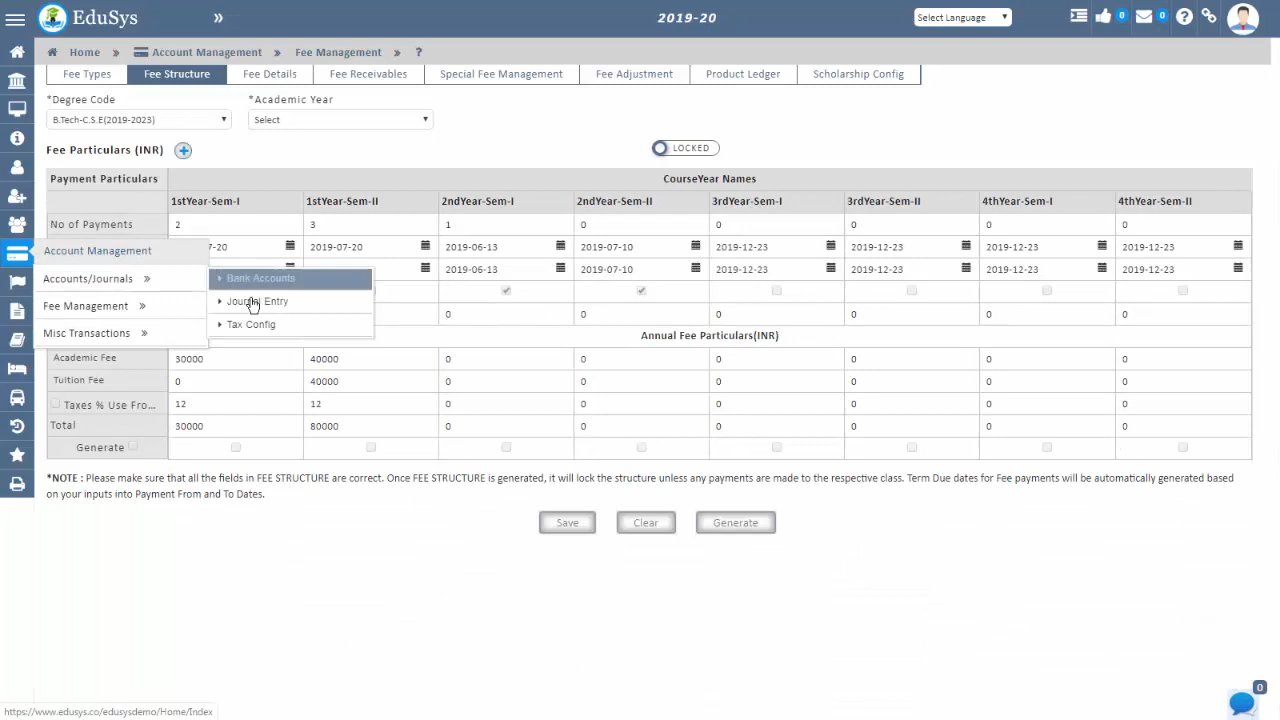 EduSys » 2019-20 Select Language 0 0
Home » Account Management » Fee Management » ?
Fee Types Fee Structure Fee Details Fee Receivables Special Fee Management Fee Adjustment Product Ledger Scholarship Config
*Degree Code *Academic Year
B.Tech-C.S.E(2019-2023) Select
Fee Particulars (INR) LOCKED
Payment Particulars CourseYear Names
1stYear-Sem-I 1stYear-Sem-II 2ndYear-Sem-I 2ndYear-Sem-II 3rdYear-Sem-I 3rdYear-Sem-II 4thYear-Sem-I 4thYear-Sem-II
No of Payments 2 3 1 0 0 0 0 0
Account Management 7-20 2019-07-20 2019-06-13 2019-07-10 2019-12-23 2019-12-23 2019-12-23 2019-12-23
2019-06-13 2019-07-10 2019-12-23 2019-12-23 2019-12-23 2019-12-23
Accounts/Journals » Bank Accounts
Fee Management » Journal Entry
0 0 0 0 0 0
Misc Transactions » Tax Config
Annual Fee Particulars(INR)
Academic Fee 30000 40000 0 0 0 0 0 0
Tuition Fee 0 40000 0 0 0 0 0 0
Taxes % Use Fro... 12 12 0 0 0 0 0 0
Total 30000 80000 0 0 0 0 0 0
Generate
*NOTE : Please make sure that all the fields in FEE STRUCTURE are correct. Once FEE STRUCTURE is generated, it will lock the structure unless any payments are made to the respective class. Term Due dates for Fee payments will be automatically generated based
on your inputs into Payment From and To Dates.
Save Clear Generate
0
https://www.edusys.co/edusysdemo/Home/Index